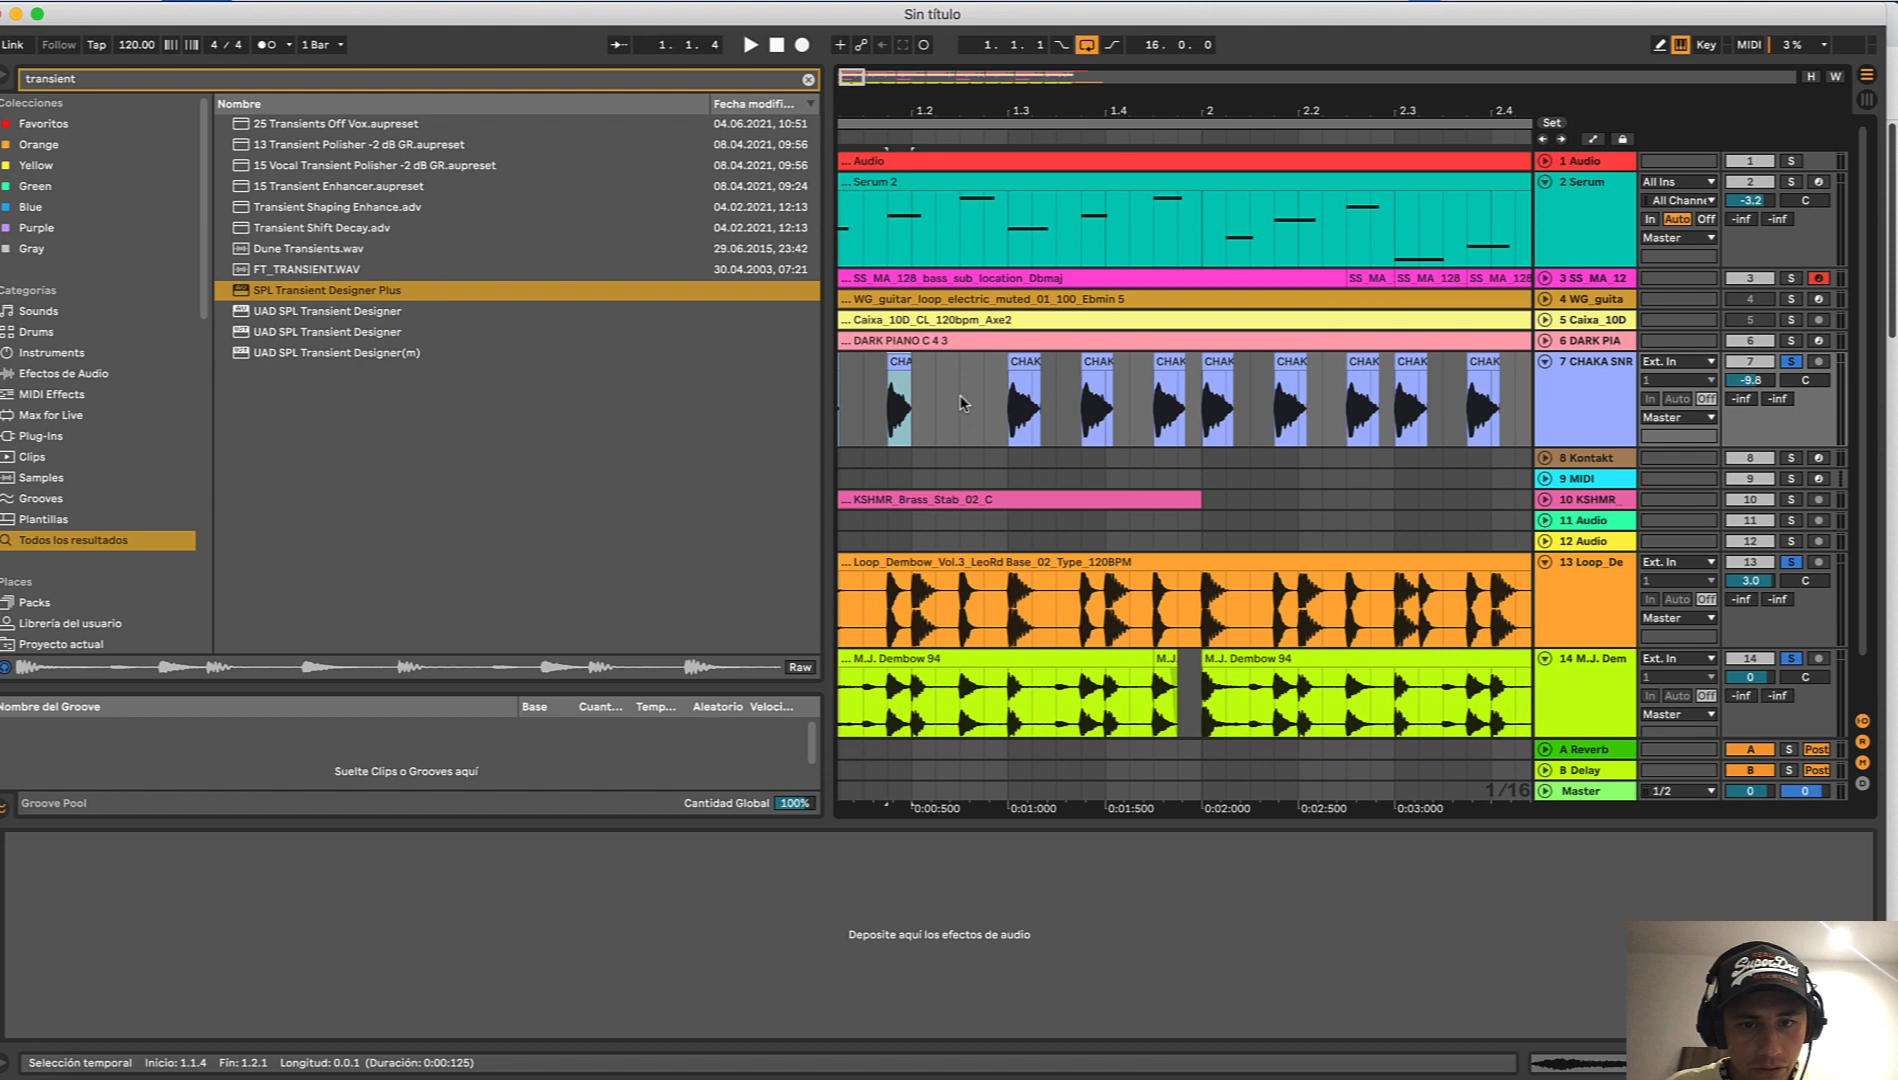 Sin título
Link Follow Tap 120.00 4 / 4 1 Bar 1. 1. 4 1. 1. 1 16. 0. 0 Key MIDI 3 %
transient H W
Colecciones
Favoritos
Orange
Yellow
Green
Blue
Purple
Gray
Categorías
Sounds
Drums
Instruments
Efectos de Audio
MIDI Effects
Max for Live
Plug-Ins
Clips
Samples
Grooves
Plantillas
Todos los resultados
Places
Packs
Librería del usuario
Proyecto actual
Nombre Fecha modifi...
25 Transients Off Vox.aupreset 04.06.2021, 10:51
13 Transient Polisher -2 dB GR.aupreset 08.04.2021, 09:56
15 Vocal Transient Polisher -2 dB GR.aupreset 08.04.2021, 09:56
15 Transient Enhancer.aupreset 08.04.2021, 09:24
Transient Shaping Enhance.adv 04.02.2021, 12:13
Transient Shift Decay.adv 04.02.2021, 12:13
Dune Transients.wav 29.06.2015, 23:42
FT_TRANSIENT.WAV 30.04.2003, 07:21
SPL Transient Designer Plus
UAD SPL Transient Designer
UAD SPL Transient Designer
UAD SPL Transient Designer(m)
Raw
Nombre del Groove Base Cuant... Temp... Aleatorio Veloci...
Suelte Clips o Grooves aquí
Groove Pool Cantidad Global 100%
1.2 1.3 1.4 2 2.3 2.4
Set
... Audio 1 Audio 1 S
... Serum 2 2 Serum All Ins 2 S
All Channe -3.2 C
In Auto Off -inf -inf
Master
... SS_MA_128_bass_sub_location_Dbmaj SS_MA SS_MA_128 SS_MA_128 3 SS_MA_12 3 S
... WG_guitar_loop_electric_muted_01_100_Ebmin 5 4 WG_guita 4 S
... Caixa_10D_CL_120bpm_Axe2 5 Caixa_10D 5 S
... DARK PIANO C 4 3 6 DARK PIA 6 S
CHA CHAK CHAK CHAK CHAK CHAK CHAK CHAK CHAK 7 CHAKA SNR Ext. In 7 S
1 -9.8 C
In Auto Off -inf -inf
Master
8 Kontakt 8 S
9 MIDI 9 S
... KSHMR_Brass_Stab_02_C 10 KSHMR_ 10 S
11 Audio 11 S
12 Audio 12 S
... Loop_Dembow_Vol.3_LeoRd Base_02_Type_120BPM 13 Loop_De Ext. In 13 S
1 3.0 C
In Auto Off -inf -inf
Master
... M.J. Dembow 94 M.J. M.J. Dembow 94 14 M.J. Dem Ext. In 14 S
1 0 C
In Auto Off -inf -inf
Master
A Reverb A S Post
B Delay B S Post
1/16 Master 1/2 0 0
0:00:500 0:01:000 0:01:500 0:02:000 0:02:500 0:03:000
Deposite aquí los efectos de audio
SuperDry
Selección temporal Inicio: 1.1.4 Fín: 1.2.1 Longitud: 0.0.1 (Duración: 0:00:125)